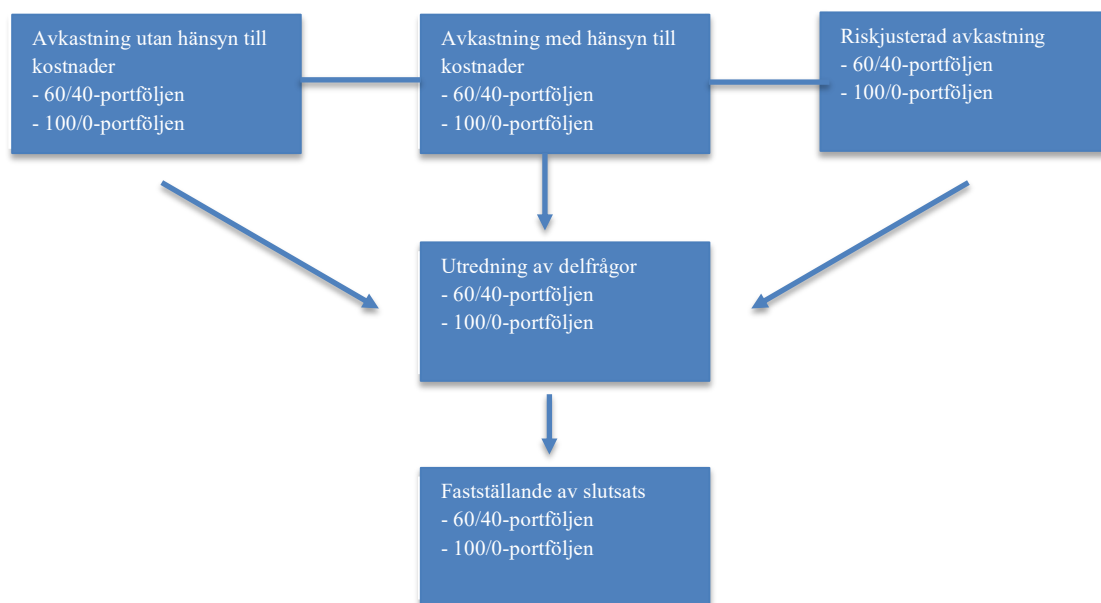 Avkastning utan hänsyn till
kostnader
- 60/40-portföljen
- 100/0-portföljen
Avkastning med hänsyn till
kostnader
- 60/40-portföljen
- 100/0-portföljen
Riskjusterad avkastning
- 60/40-portföljen
- 100/0-portföljen
Utredning av delfrågor
- 60/40-portföljen
- 100/0-portföljen
Fastställande av slutsats
- 60/40-portföljen
- 100/0-portföljen